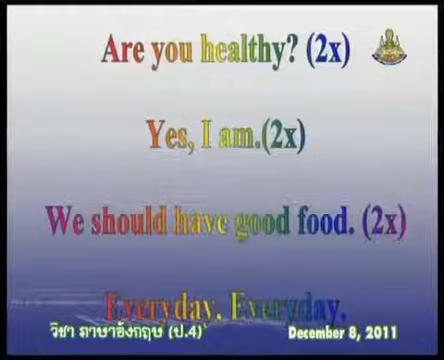 Are you healthy? (2x)
Yes, I am.(2x)
We should have good food. (2x)
Everyday, Everyday,
วิชา ภาษาอังกฤษ (ป.4)
December 8, 2011